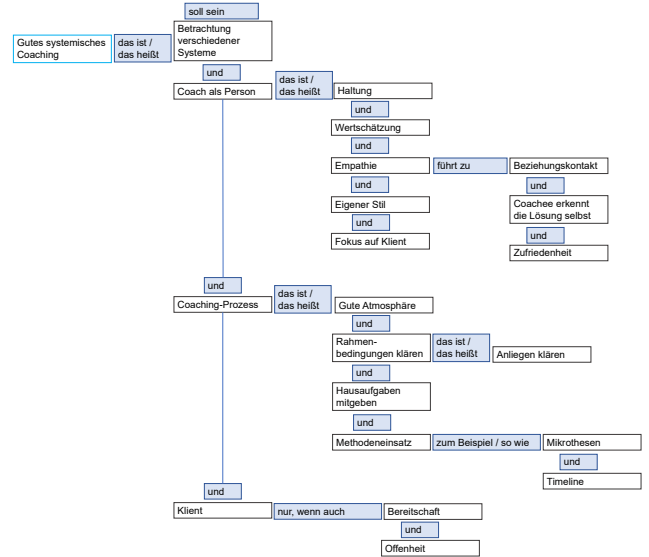 soll sein
Gutes systemisches
Coaching
das ist /
das heißt
Betrachtung
verschiedener
Systeme
und
Coach als Person
das ist /
das heißt
Haltung
und
Wertschätzung
und
Empathie
führt zu
Beziehungskontakt
und
und
Eigener Stil
Coachee erkennt
die Lösung selbst
und
und
Fokus auf Klient
Zufriedenheit
und
Coaching-Prozess
das ist /
das heißt
Gute Atmosphäre
und
Rahmen-
bedingungen klären
das ist /
das heißt
Anliegen klären
und
Hausaufgaben
mitgeben
und
Methodeneinsatz
zum Beispiel / so wie
Mikrothesen
und
Timeline
und
Klient
nur, wenn auch
Bereitschaft
und
Offenheit